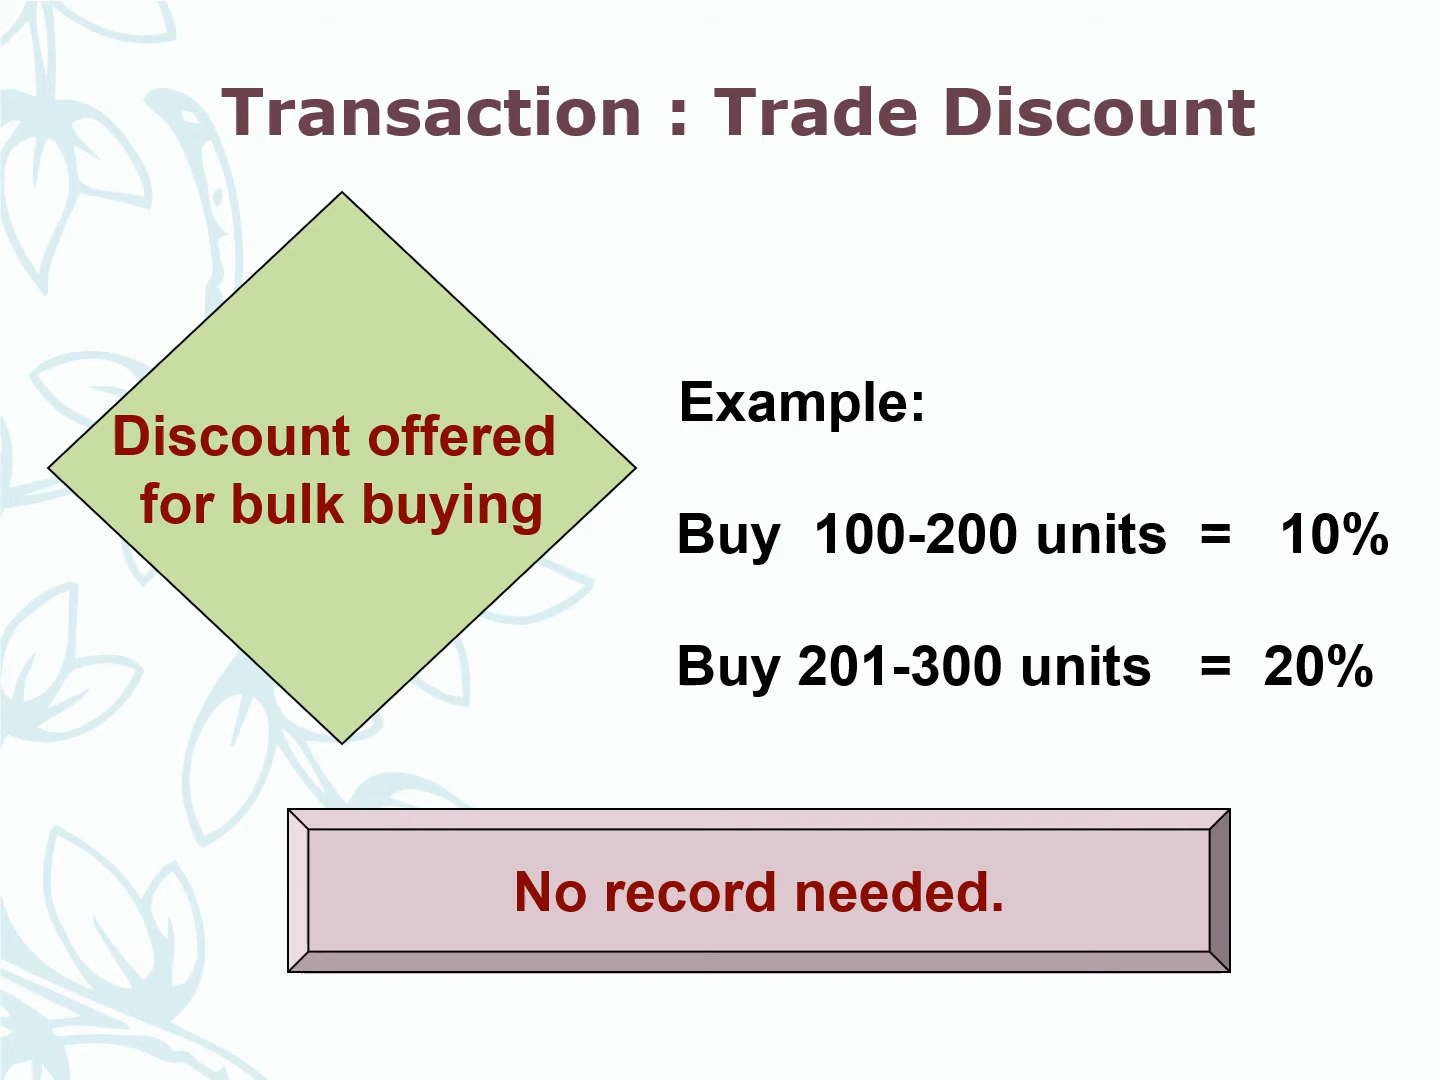 Transaction : Trade Discount
Discount offered
for bulk buying
Example:
Buy 100-200 units = 10%
Buy 201-300 units = 20%
No record needed.